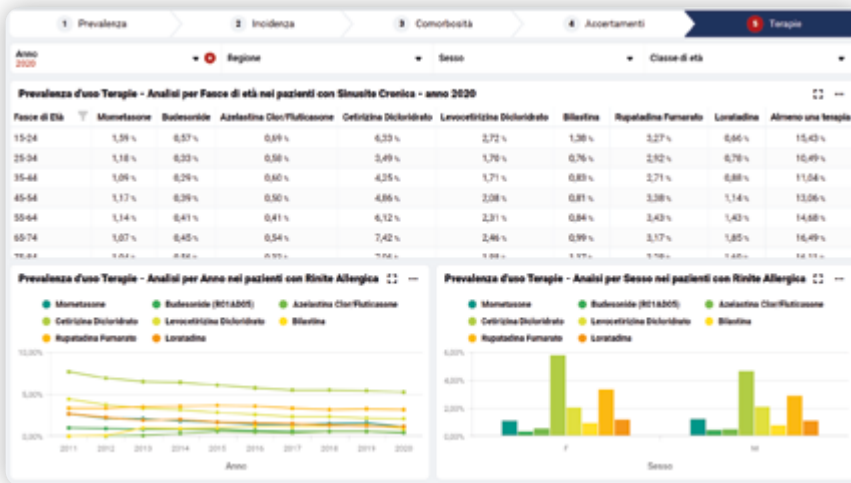 1 Prevalenza 2 Incidenza 3 Comorbosità 4 Accertamenti 5 Terapie
Anno Regione Sesso Classe di età
2020
Prevalenza d'uso Terapie - Analisi per Fasce di età nei pazienti con Sinusite Cronica - anno 2020
Fasce di Età Mometasone Budesonide Azelastina Clor/Fluticasone Cetirizina Dicloridrato Levocetirizina Dicloridrato Bilastina Rupatadina Fumarato Loratadina Almeno una terapia
15-24 1,59 % 0,57 % 0,69 % 6,33 % 2,72 % 1,38 % 3,27 % 0,66 % 15,43 %
25-34 1,18 % 0,33 % 0,58 % 3,49 % 1,70 % 0,76 % 2,92 % 0,78 % 10,49 %
35-44 1,09 % 0,29 % 0,60 % 4,25 % 1,71 % 0,83 % 2,71 % 0,88 % 11,04 %
45-54 1,17 % 0,39 % 0,50 % 4,86 % 2,08 % 0,81 % 3,38 % 1,14 % 13,06 %
55-64 1,14 % 0,41 % 0,41 % 6,12 % 2,31 % 0,84 % 3,43 % 1,43 % 14,68 %
65-74 1,07 % 0,45 % 0,54 % 7,42 % 2,46 % 0,99 % 3,17 % 1,85 % 16,49 %
Prevalenza d'uso Terapie - Analisi per Anno nei pazienti con Rinite Allergica
Mometasone Budesonide (R01AD05) Azelastina Clor/Fluticasone
Cetirizina Dicloridrato Levocetirizina Dicloridrato Bilastina
Rupatadina Fumarato Loratadina
10,00%
5,00%
0,00%
2011 2012 2013 2014 2015 2016 2017 2018 2019 2020
Anno
Prevalenza d'uso Terapie - Analsi per Sesso nei pazienti con Rinite Allergica
Mometasone Budesonide (R01AD05) Azelastina Clor/Fluticasone
Cetirizina Dicloridrato Levocetirizina Dicloridrato Bilastina
Rupatadina Fumarato Loratadina
6,00%
4,00%
2,00%
0,00%
F M
Sesso